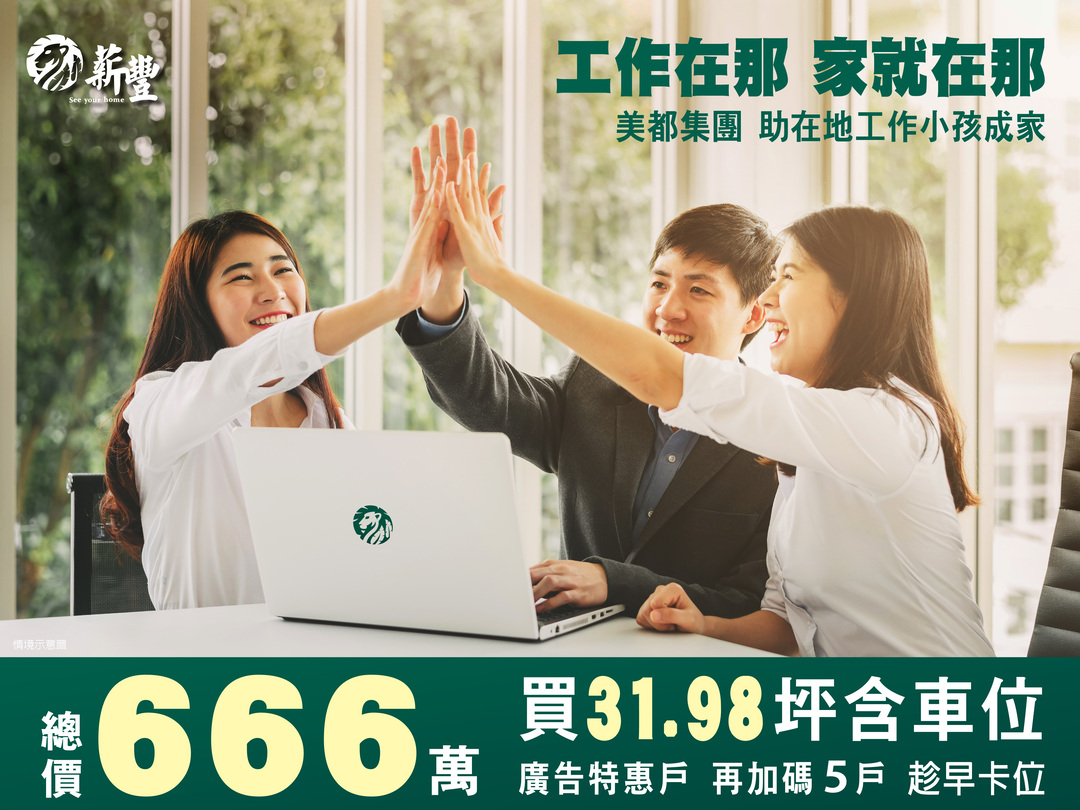 薪豐
See your home
工作在那 家就在那
美都集團 助在地工作小孩成家
情境示意圖
總價 666 萬
買31.98坪含車位
廣告特惠戶 再加碼5戶 趁早卡位